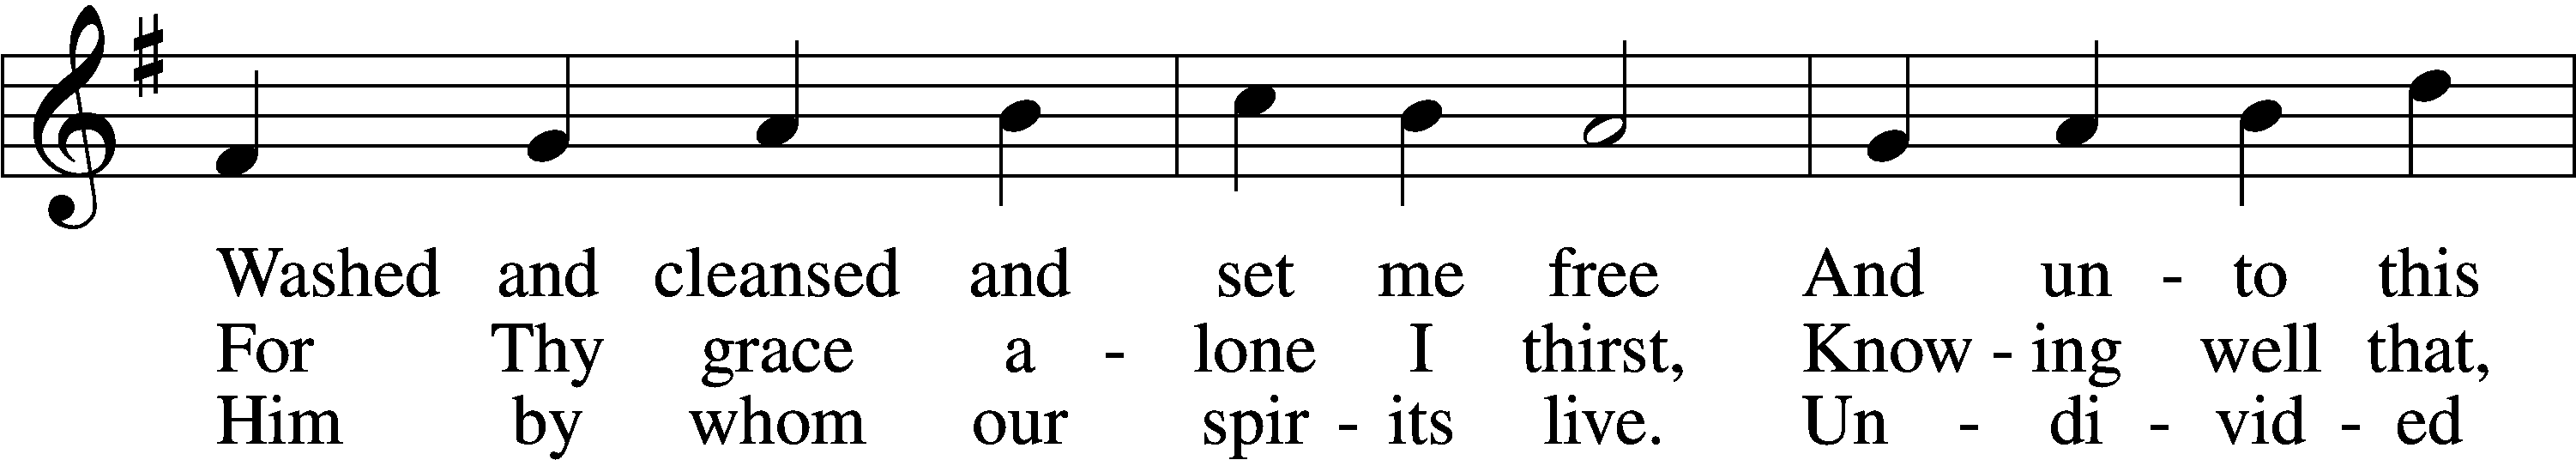 Washed and cleansed and set me free And un - to this
For Thy grace a - lone I thirst, Know - ing well that,
Him by whom our spir - its live. Un - di - vid - ed